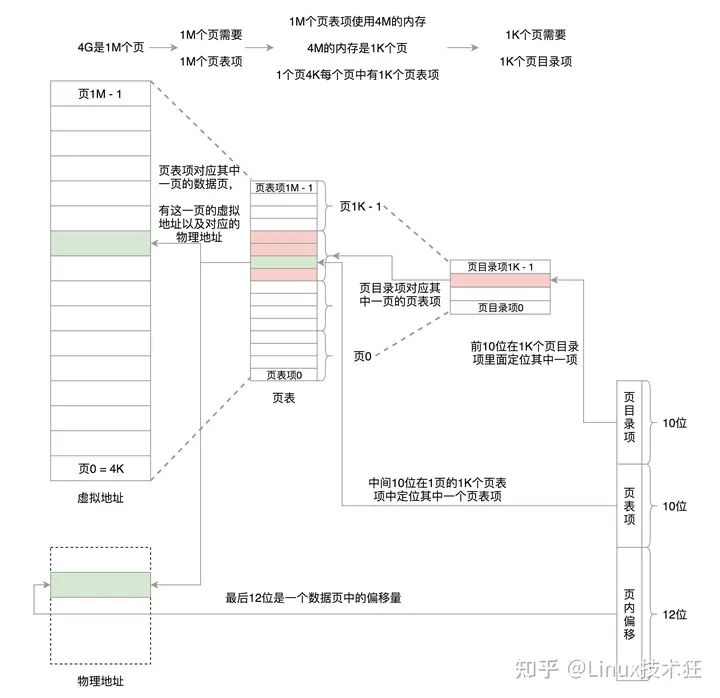 1M个页表项使用4M的内存
4G是1M个页
1M个页需要
1M个页表项
4M的内存是1K个页
1个页4K每个页中有1K个页表项
1K个页需要
1K个页目录项
页1M - 1
页表项对应其中
一页的数据页，
有这一页的虚拟
地址以及对应的
物理地址
页表项1M - 1
页1K - 1
页目录项1K - 1
页目录项对应其
中一页的页表项
页目录项0
页0
前10位在1K个页目录
项里面定位其中一项
页表项0
页表
页目录项
10位
页0 = 4K
虚拟地址
中间10位在1页的1K个页表
项中定位其中一个页表项
页表项
10位
最后12位是一个数据页中的偏移量
页内偏移
12位
物理地址
知乎 @Linux技术狂